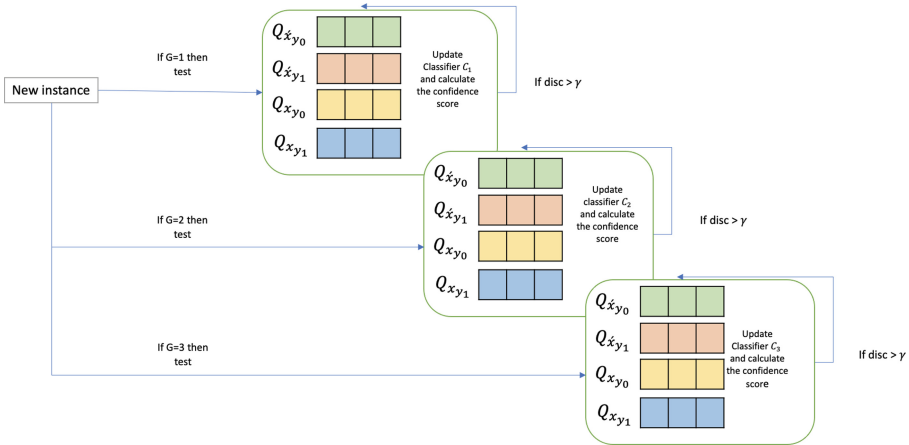 New instance
If G=1 then
test
Q_{x́_{y_0}}
Q_{x́_{y_1}}
Q_{x_{y_0}}
Q_{x_{y_1}}
Update
Classifier C_1
and calculate
the confidence
score
If disc > γ
If G=2 then
test
Q_{x́_{y_0}}
Q_{x́_{y_1}}
Q_{x_{y_0}}
Q_{x_{y_1}}
Update
classifier C_2
and calculate
the confidence
score
If disc > γ
If G=3 then
test
Q_{x́_{y_0}}
Q_{x́_{y_1}}
Q_{x_{y_0}}
Q_{x_{y_1}}
Update
Classifier C_3
and calculate
the confidence
score
If disc > γ